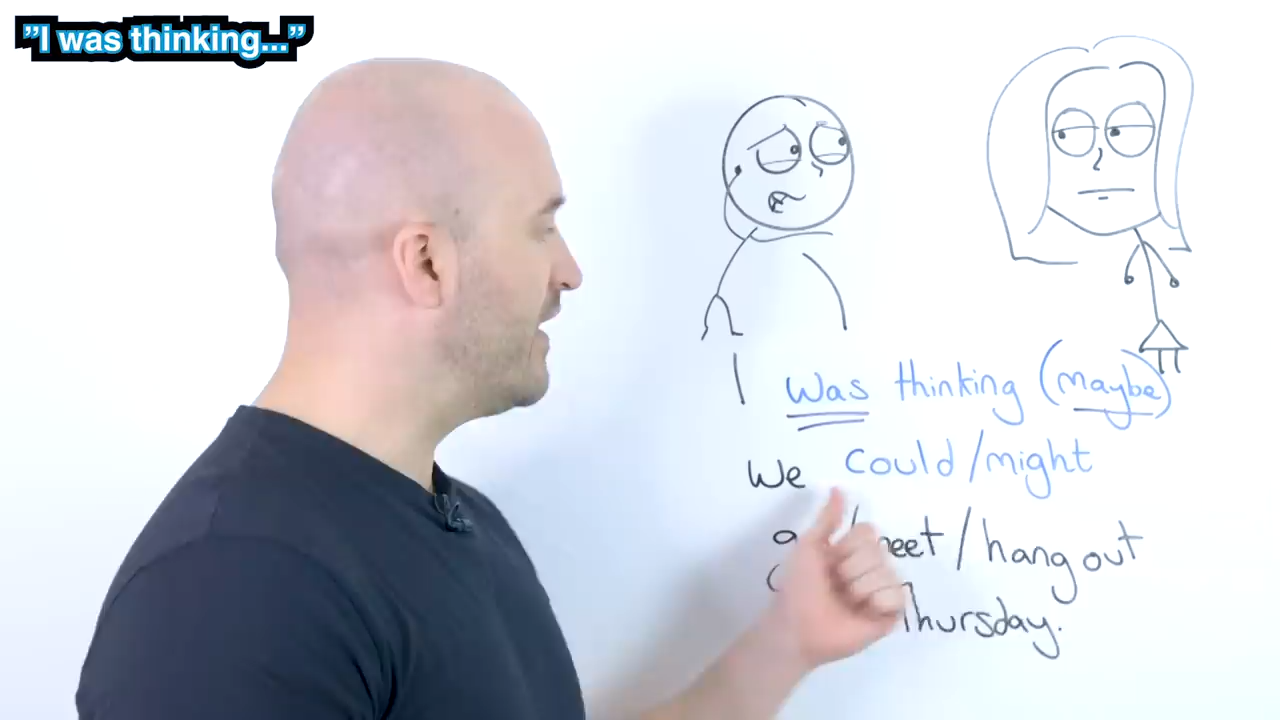 "I was thinking..."
I was thinking (maybe)
We could/might
/meet/hang out
Thursday.